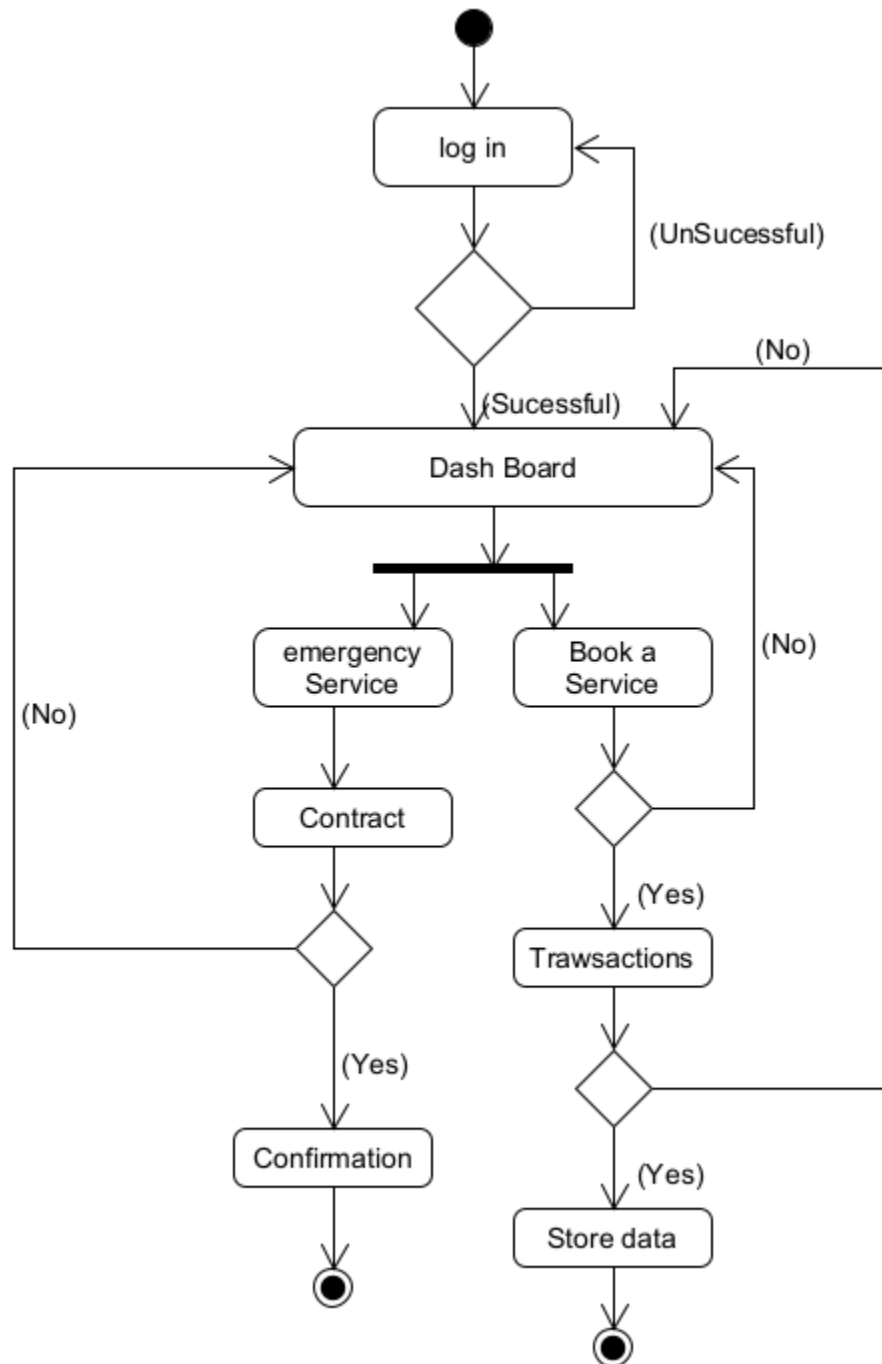 log in
(UnSucessful)
(No)
(Sucessful)
Dash Board
emergency
Service
Book a
Service
(No)
(No)
Contract
(Yes)
Trawsactions
(Yes)
Confirmation
(Yes)
Store data